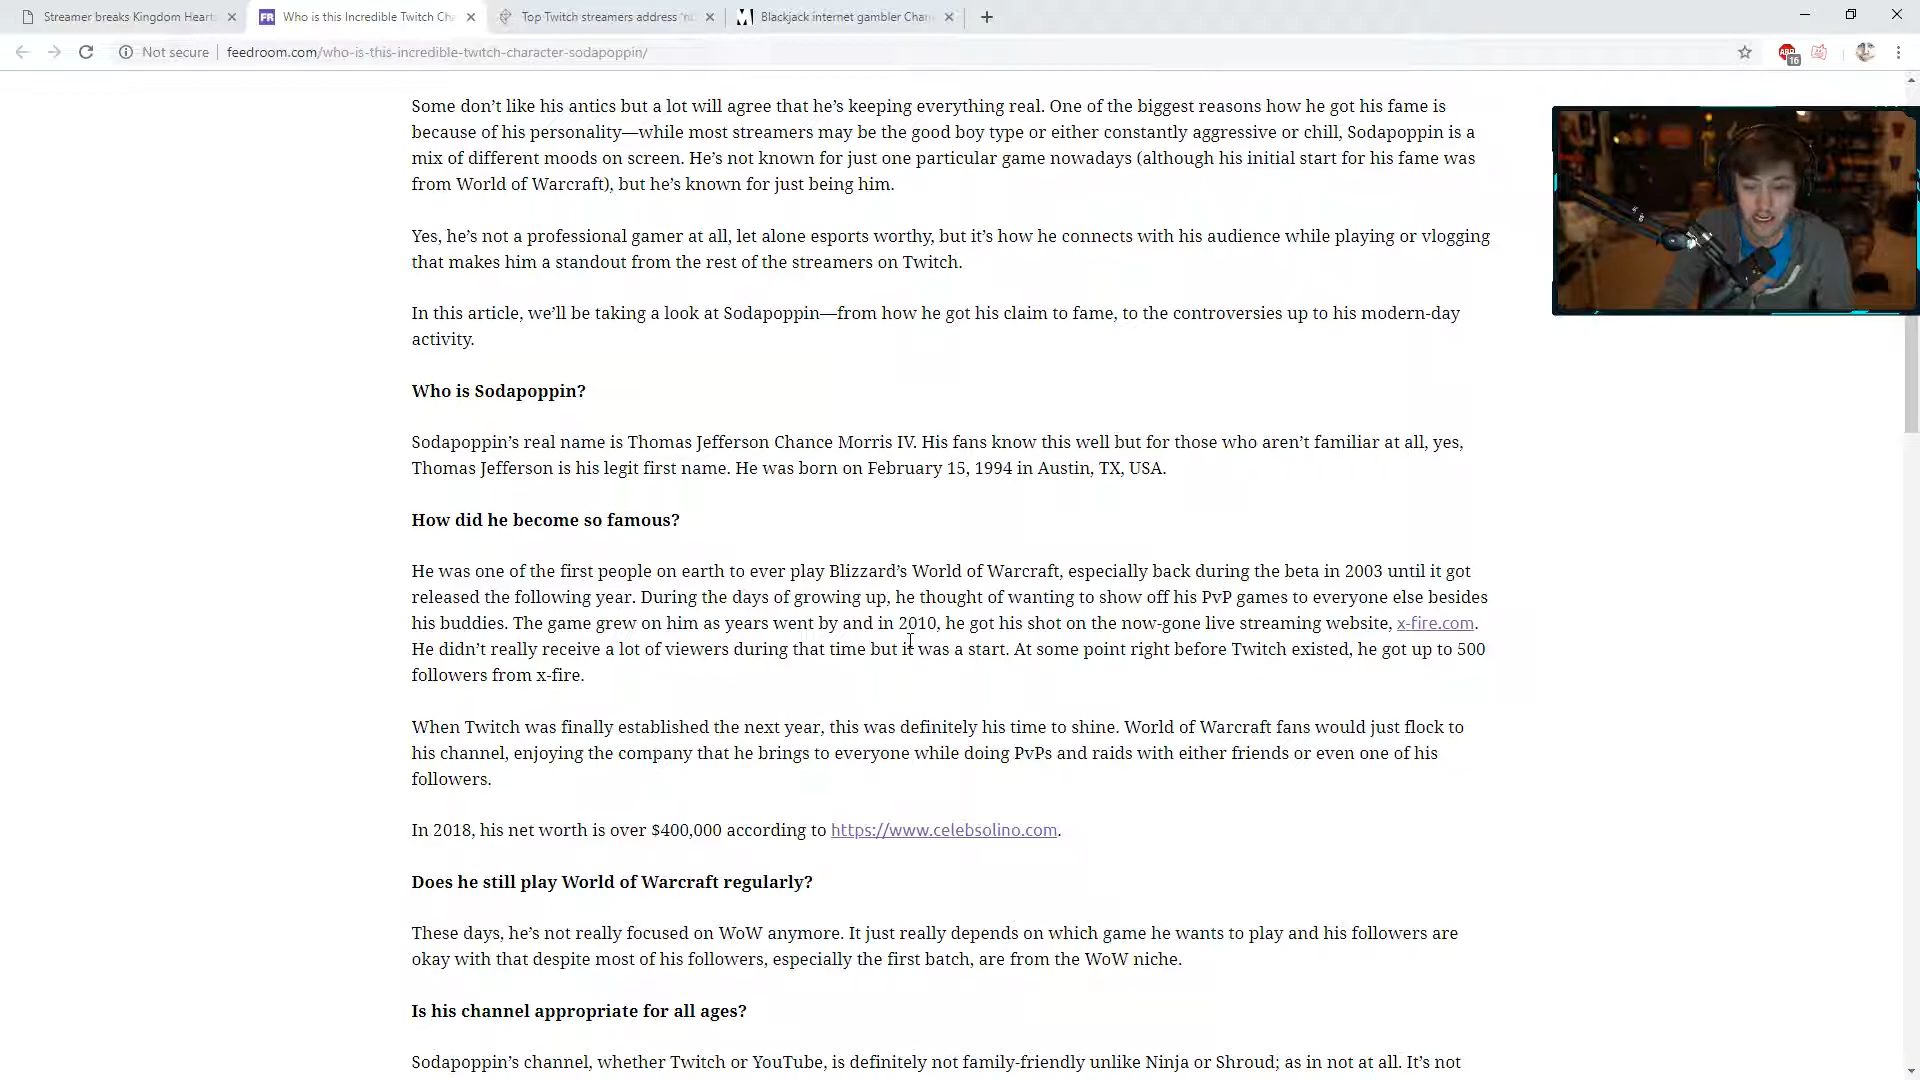 Streamer breaks Kingdom Heart
Who is this Incredible Twitch Cha
Top Twitch streamers address "n
Blackjack internet gambler Chan
Not secure
feedroom.com/who-is-this-incredible-twitch-character-sodapoppin/
16
Some don't like his antics but a lot will agree that he's keeping everything real. One of the biggest reasons how he got his fame is
because of his personality—while most streamers may be the good boy type or either constantly aggressive or chill, Sodapoppin is a
mix of different moods on screen. He's not known for just one particular game nowadays (although his initial start for his fame was
from World of Warcraft), but he's known for just being him.
Yes, he's not a professional gamer at all, let alone esports worthy, but it's how he connects with his audience while playing or vlogging
that makes him a standout from the rest of the streamers on Twitch.
In this article, we'll be taking a look at Sodapoppin—from how he got his claim to fame, to the controversies up to his modern-day
activity.
Who is Sodapoppin?
Sodapoppin's real name is Thomas Jefferson Chance Morris IV. His fans know this well but for those who aren't familiar at all, yes,
Thomas Jefferson is his legit first name. He was born on February 15, 1994 in Austin, TX, USA.
How did he become so famous?
He was one of the first people on earth to ever play Blizzard's World of Warcraft, especially back during the beta in 2003 until it got
released the following year. During the days of growing up, he thought of wanting to show off his PvP games to everyone else besides
his buddies. The game grew on him as years went by and in 2010, he got his shot on the now-gone live streaming website, x-fire.com.
He didn't really receive a lot of viewers during that time but it was a start. At some point right before Twitch existed, he got up to 500
followers from x-fire.
When Twitch was finally established the next year, this was definitely his time to shine. World of Warcraft fans would just flock to
his channel, enjoying the company that he brings to everyone while doing PvPs and raids with either friends or even one of his
followers.
In 2018, his net worth is over $400,000 according to https://www.celebsolino.com.
Does he still play World of Warcraft regularly?
These days, he's not really focused on WoW anymore. It just really depends on which game he wants to play and his followers are
okay with that despite most of his followers, especially the first batch, are from the WoW niche.
Is his channel appropriate for all ages?
Sodapoppin's channel, whether Twitch or YouTube, is definitely not family-friendly unlike Ninja or Shroud; as in not at all. It's not